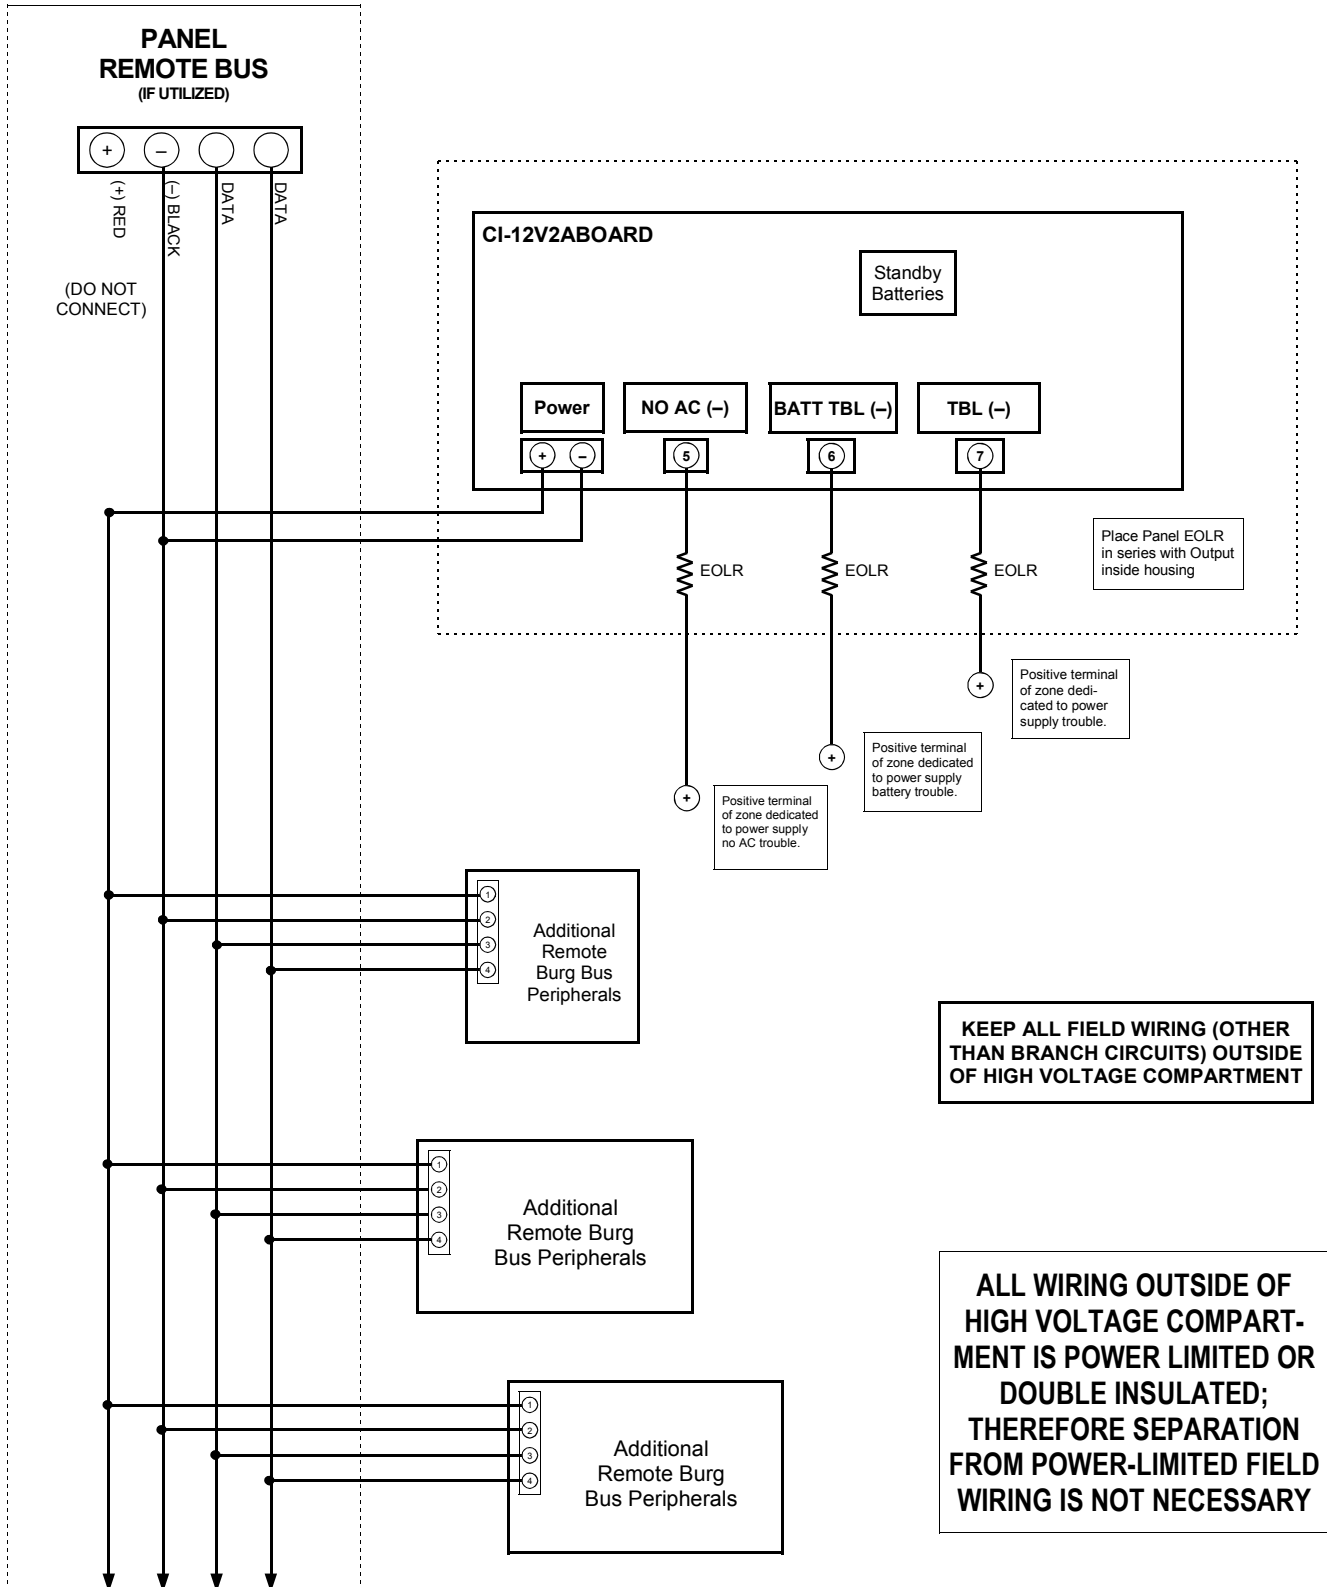 PANEL
REMOTE BUS
(IF UTILIZED)
+
–
(+) RED
(–) BLACK
DATA
DATA
(DO NOT
CONNECT)
CI-12V2ABOARD
Standby
Batteries
Power
NO AC (–)
BATT TBL (–)
TBL (–)
+
–
5
6
7
EOLR
EOLR
EOLR
Place Panel EOLR
in series with Output
inside housing
+
Positive terminal
of zone dedi-
cated to power
supply trouble.
+
Positive terminal
of zone dedicated
to power supply
battery trouble.
+
Positive terminal
of zone dedicated
to power supply
no AC trouble.
1
2
3
4
Additional
Remote
Burg Bus
Peripherals
KEEP ALL FIELD WIRING (OTHER
THAN BRANCH CIRCUITS) OUTSIDE
OF HIGH VOLTAGE COMPARTMENT
1
2
3
4
Additional
Remote Burg
Bus Peripherals
ALL WIRING OUTSIDE OF
HIGH VOLTAGE COMPART-
MENT IS POWER LIMITED OR
DOUBLE INSULATED;
THEREFORE SEPARATION
FROM POWER-LIMITED FIELD
WIRING IS NOT NECESSARY
1
2
3
4
Additional
Remote Burg
Bus Peripherals